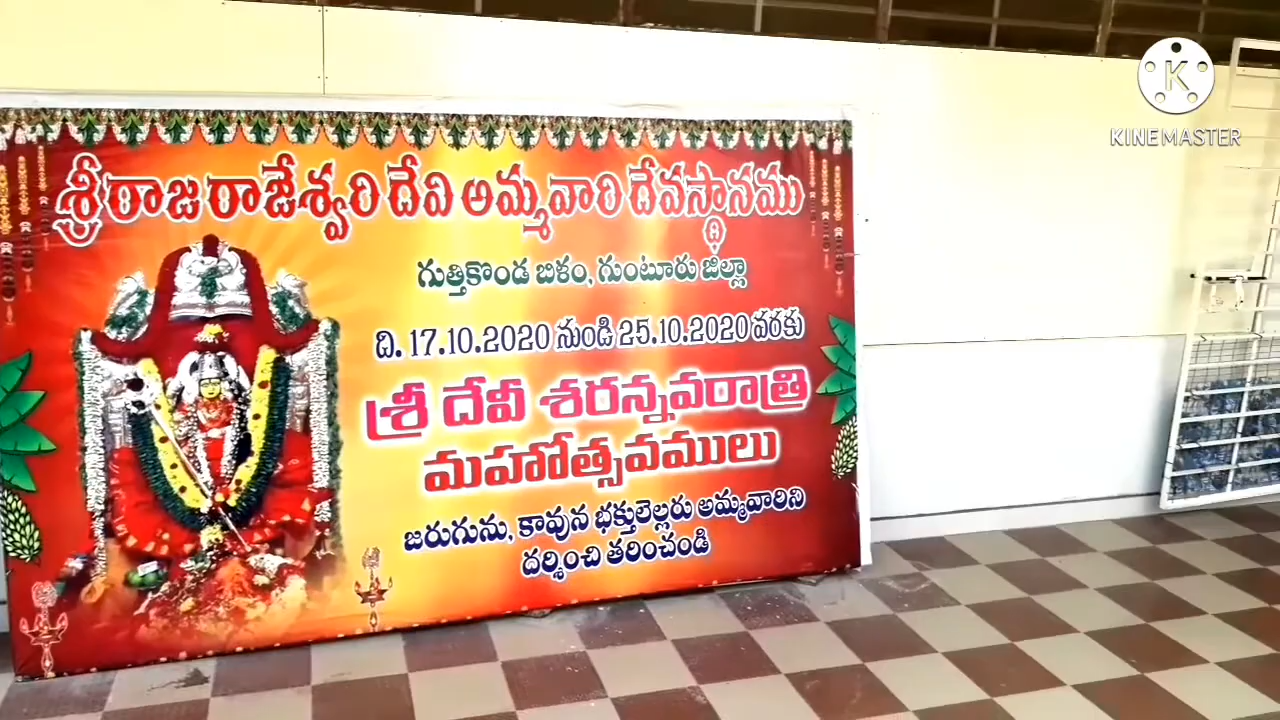 K
KINEMASTER
శ్రీ రాజ రాజేశ్వరి దేవి అమ్మవారి దేవస్థానము
గుత్తికొండ బిళం, గుంటూరు జిల్లా
ది. 17.10.2020 నుండి 25.10.2020 వరకు
శ్రీ దేవీ శరన్నవరాత్రి
మహోత్సవములు
జరుగును, కావున భక్తులెల్లరు అమ్మవారిని
దర్శించి తరించండి